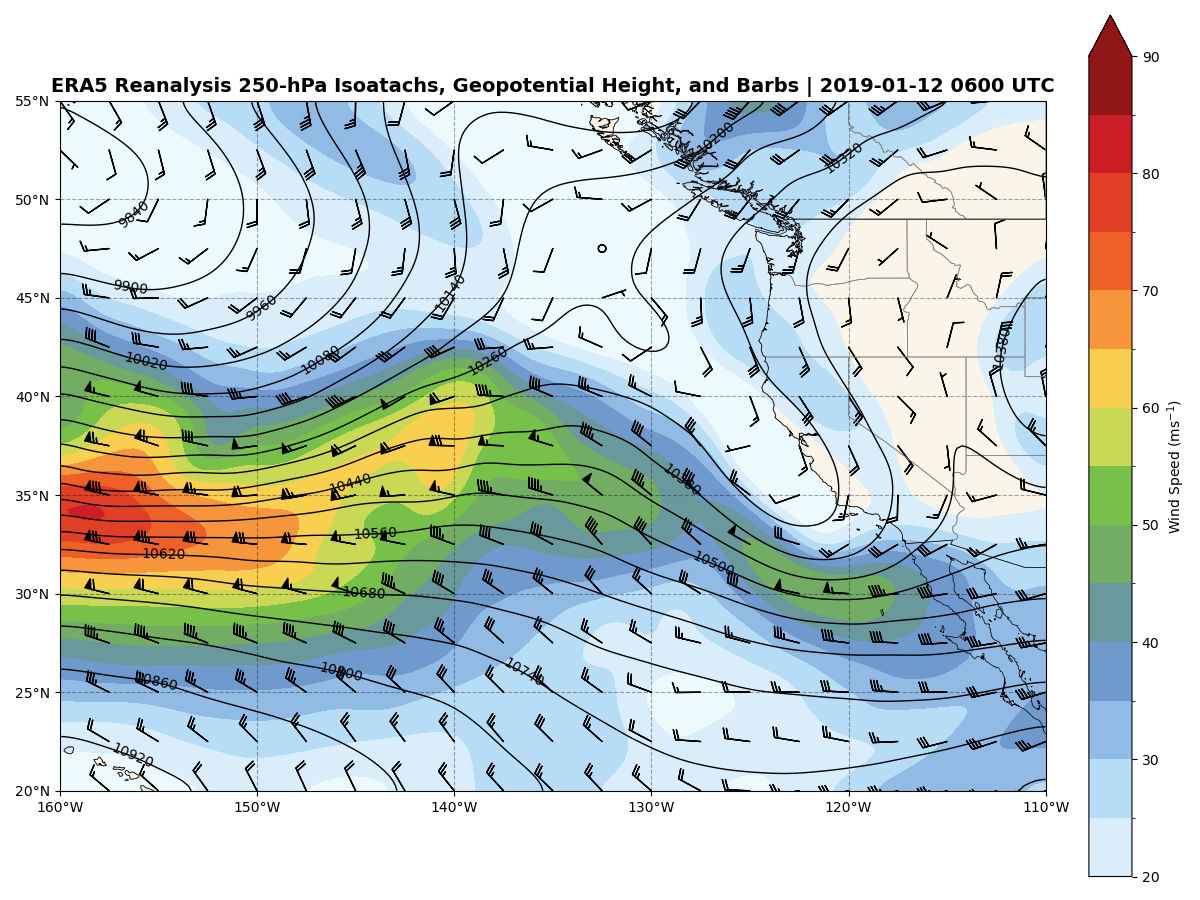 ERA5 Reanalysis 250-hPa Isoatachs, Geopotential Height, and Barbs | 2019-01-12 0600 UTC
55°N
50°N
45°N
40°N
35°N
30°N
25°N
20°N
160°W
150°W
140°W
130°W
120°W
110°W
10200
10320
9840
9900
9960
10140
10020
10080
10260
10380
10440
10380
10560
10620
10500
10680
10740
10800
10860
10920
90
80
70
60
50
40
30
20
Wind Speed (ms⁻¹)